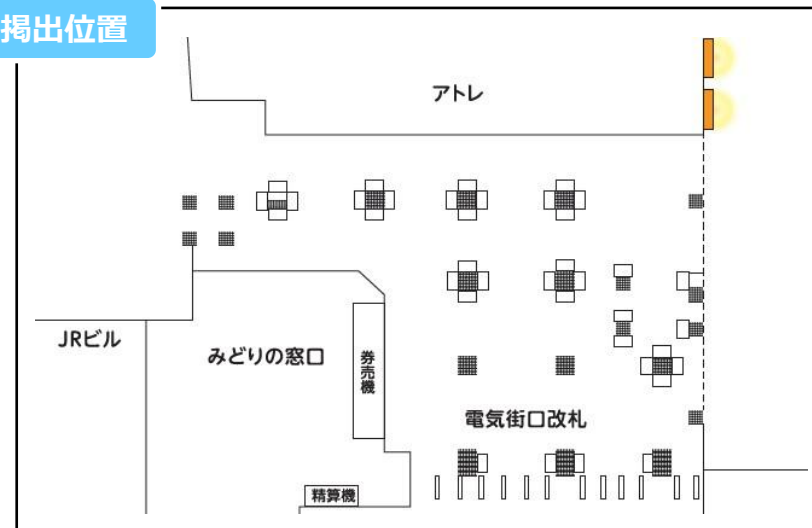 掲出位置
アトレ
JRビル
みどりの窓口
券売機
電気街口改札
精算機